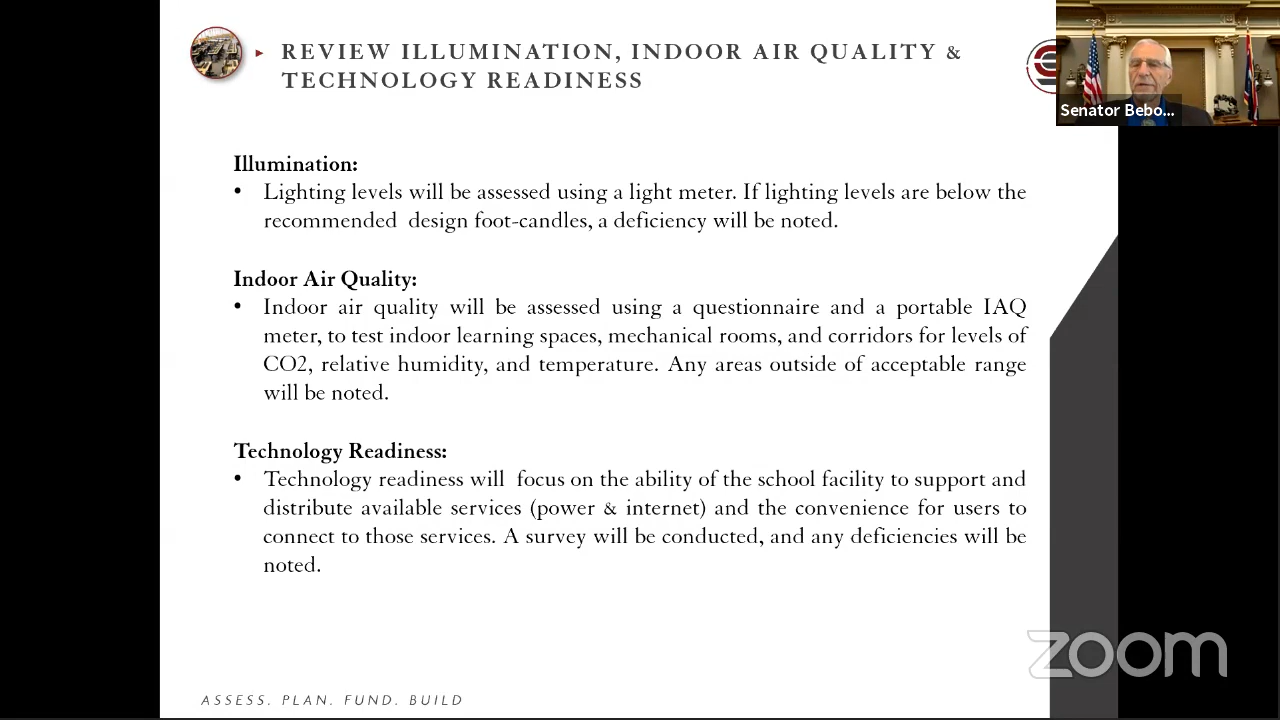 REVIEW ILLUMINATION, INDOOR AIR QUALITY &
TECHNOLOGY READINESS
Senator Bebo...
Illumination:
• Lighting levels will be assessed using a light meter. If lighting levels are below the
recommended design foot-candles, a deficiency will be noted.
Indoor Air Quality:
• Indoor air quality will be assessed using a questionnaire and a portable IAQ
meter, to test indoor learning spaces, mechanical rooms, and corridors for levels of
CO2, relative humidity, and temperature. Any areas outside of acceptable range
will be noted.
Technology Readiness:
• Technology readiness will focus on the ability of the school facility to support and
distribute available services (power & internet) and the convenience for users to
connect to those services. A survey will be conducted, and any deficiencies will be
noted.
zoom
ASSESS. PLAN. FUND. BUILD